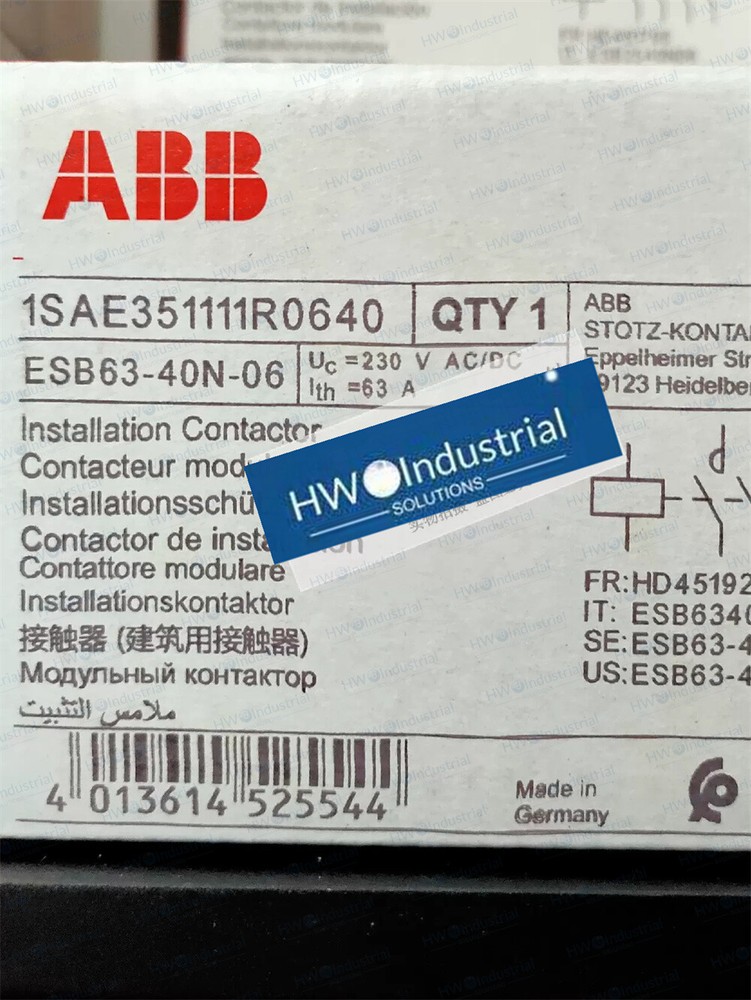 ABB
1SAE351111R0640
QTY 1
ABB
STOTZ-KONTA
Eppelheimer Str
9123 Heidelbe
ESB63-40N-06
Uc =230 V AC/DC
Ith =63 A
HW Industrial
SOLUTIONS
Installation Contactor
Contacteur
Installationsschü
Contactor de
Contattore modulare
Installationskontaktor
接触器 (建筑用接触器)
Модульный контактор
ملامس التثبيت
FR:HD45192
IT: ESB6340
SE:ESB63-4
US:ESB63-4
4 013614 525544
Made in
Germany